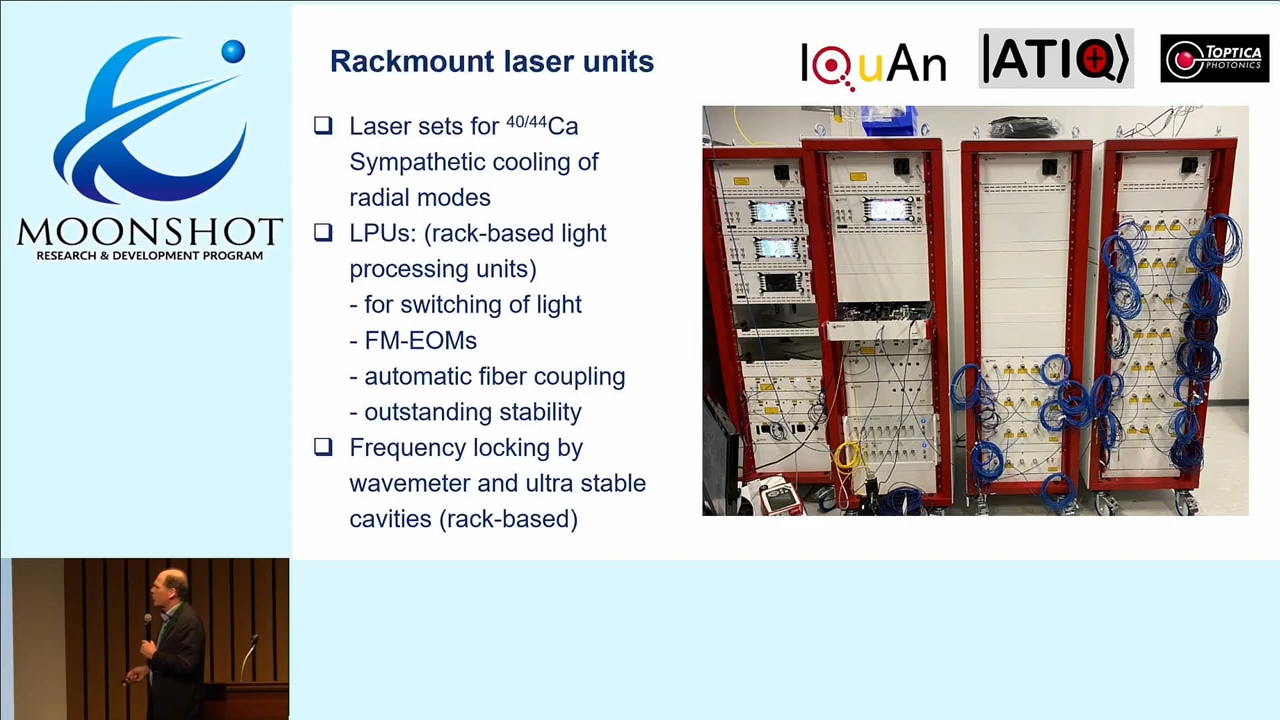 MOONSHOT
RESEARCH & DEVELOPMENT PROGRAM
Rackmount laser units
IQuAn
|ATIQ⟩
TOPTICA
PHOTONICS
❑ Laser sets for ⁴⁰/⁴⁴Ca
Sympathetic cooling of
radial modes
❑ LPUs: (rack-based light
processing units)
- for switching of light
- FM-EOMs
- automatic fiber coupling
- outstanding stability
❑ Frequency locking by
wavemeter and ultra stable
cavities (rack-based)